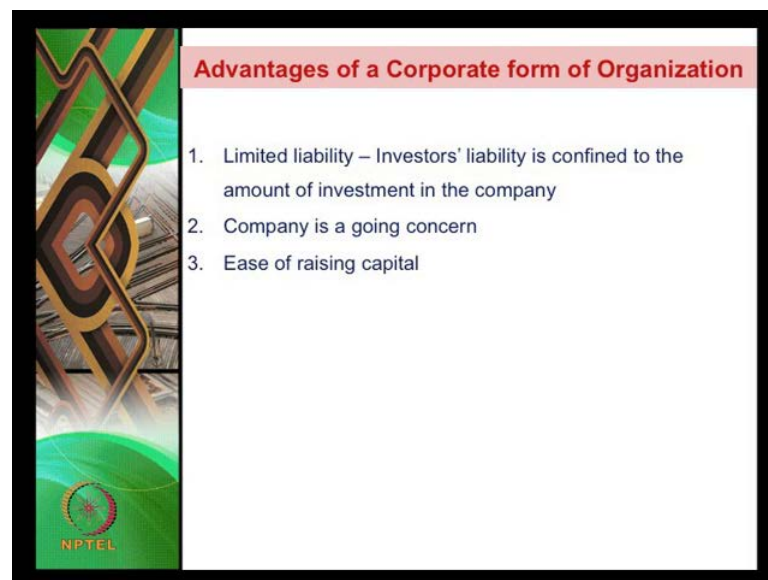 Advantages of a Corporate form of Organization
1. Limited liability – Investors' liability is confined to the
amount of investment in the company
2. Company is a going concern
3. Ease of raising capital
NPTEL